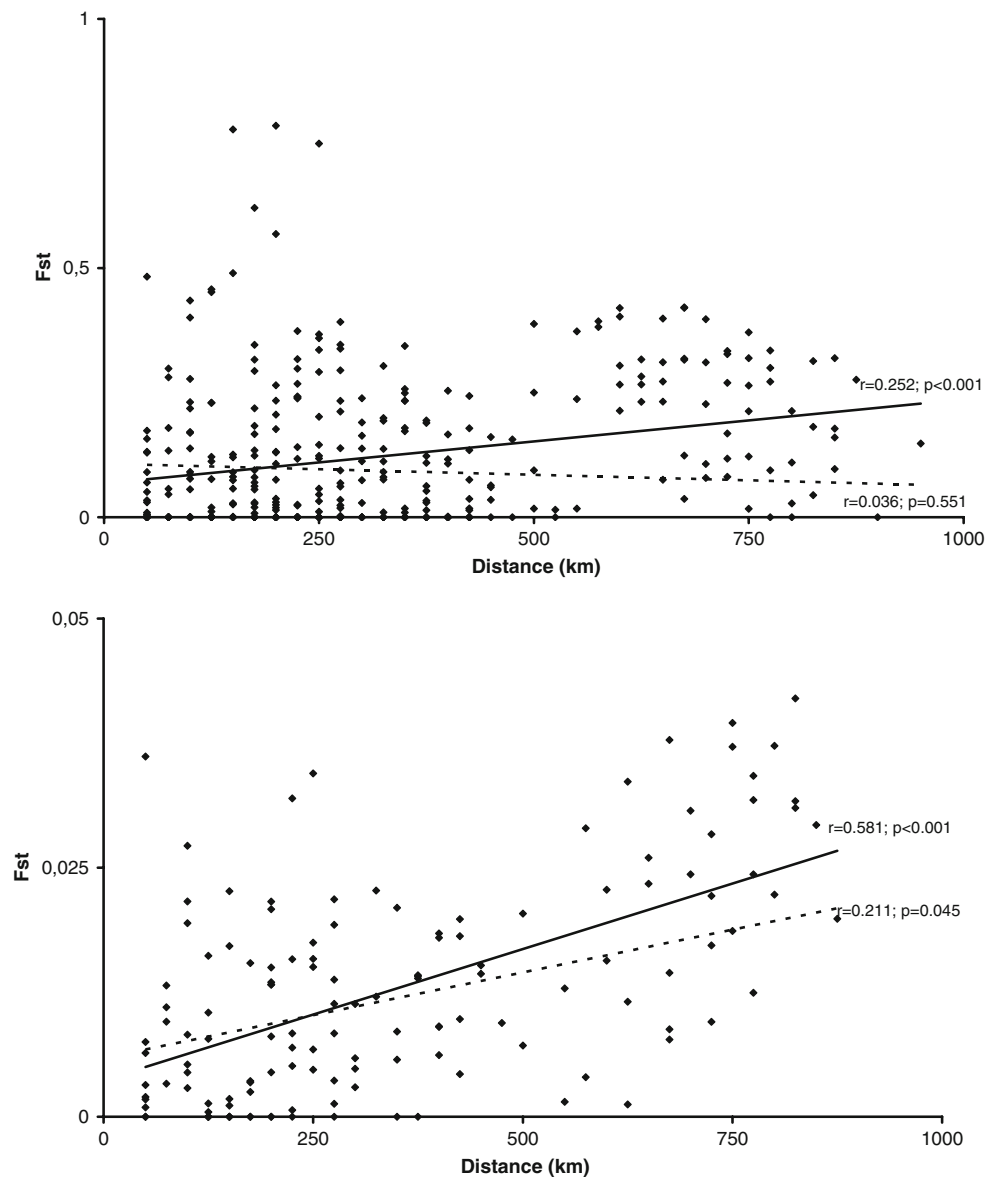 1
Fst
0,5
r=0.252; p<0.001
r=0.036; p=0.551
0
0 250 500 750 1000
Distance (km)
0,05
Fst
r=0.581; p<0.001
0,025
r=0.211; p=0.045
0
0 250 500 750 1000
Distance (km)